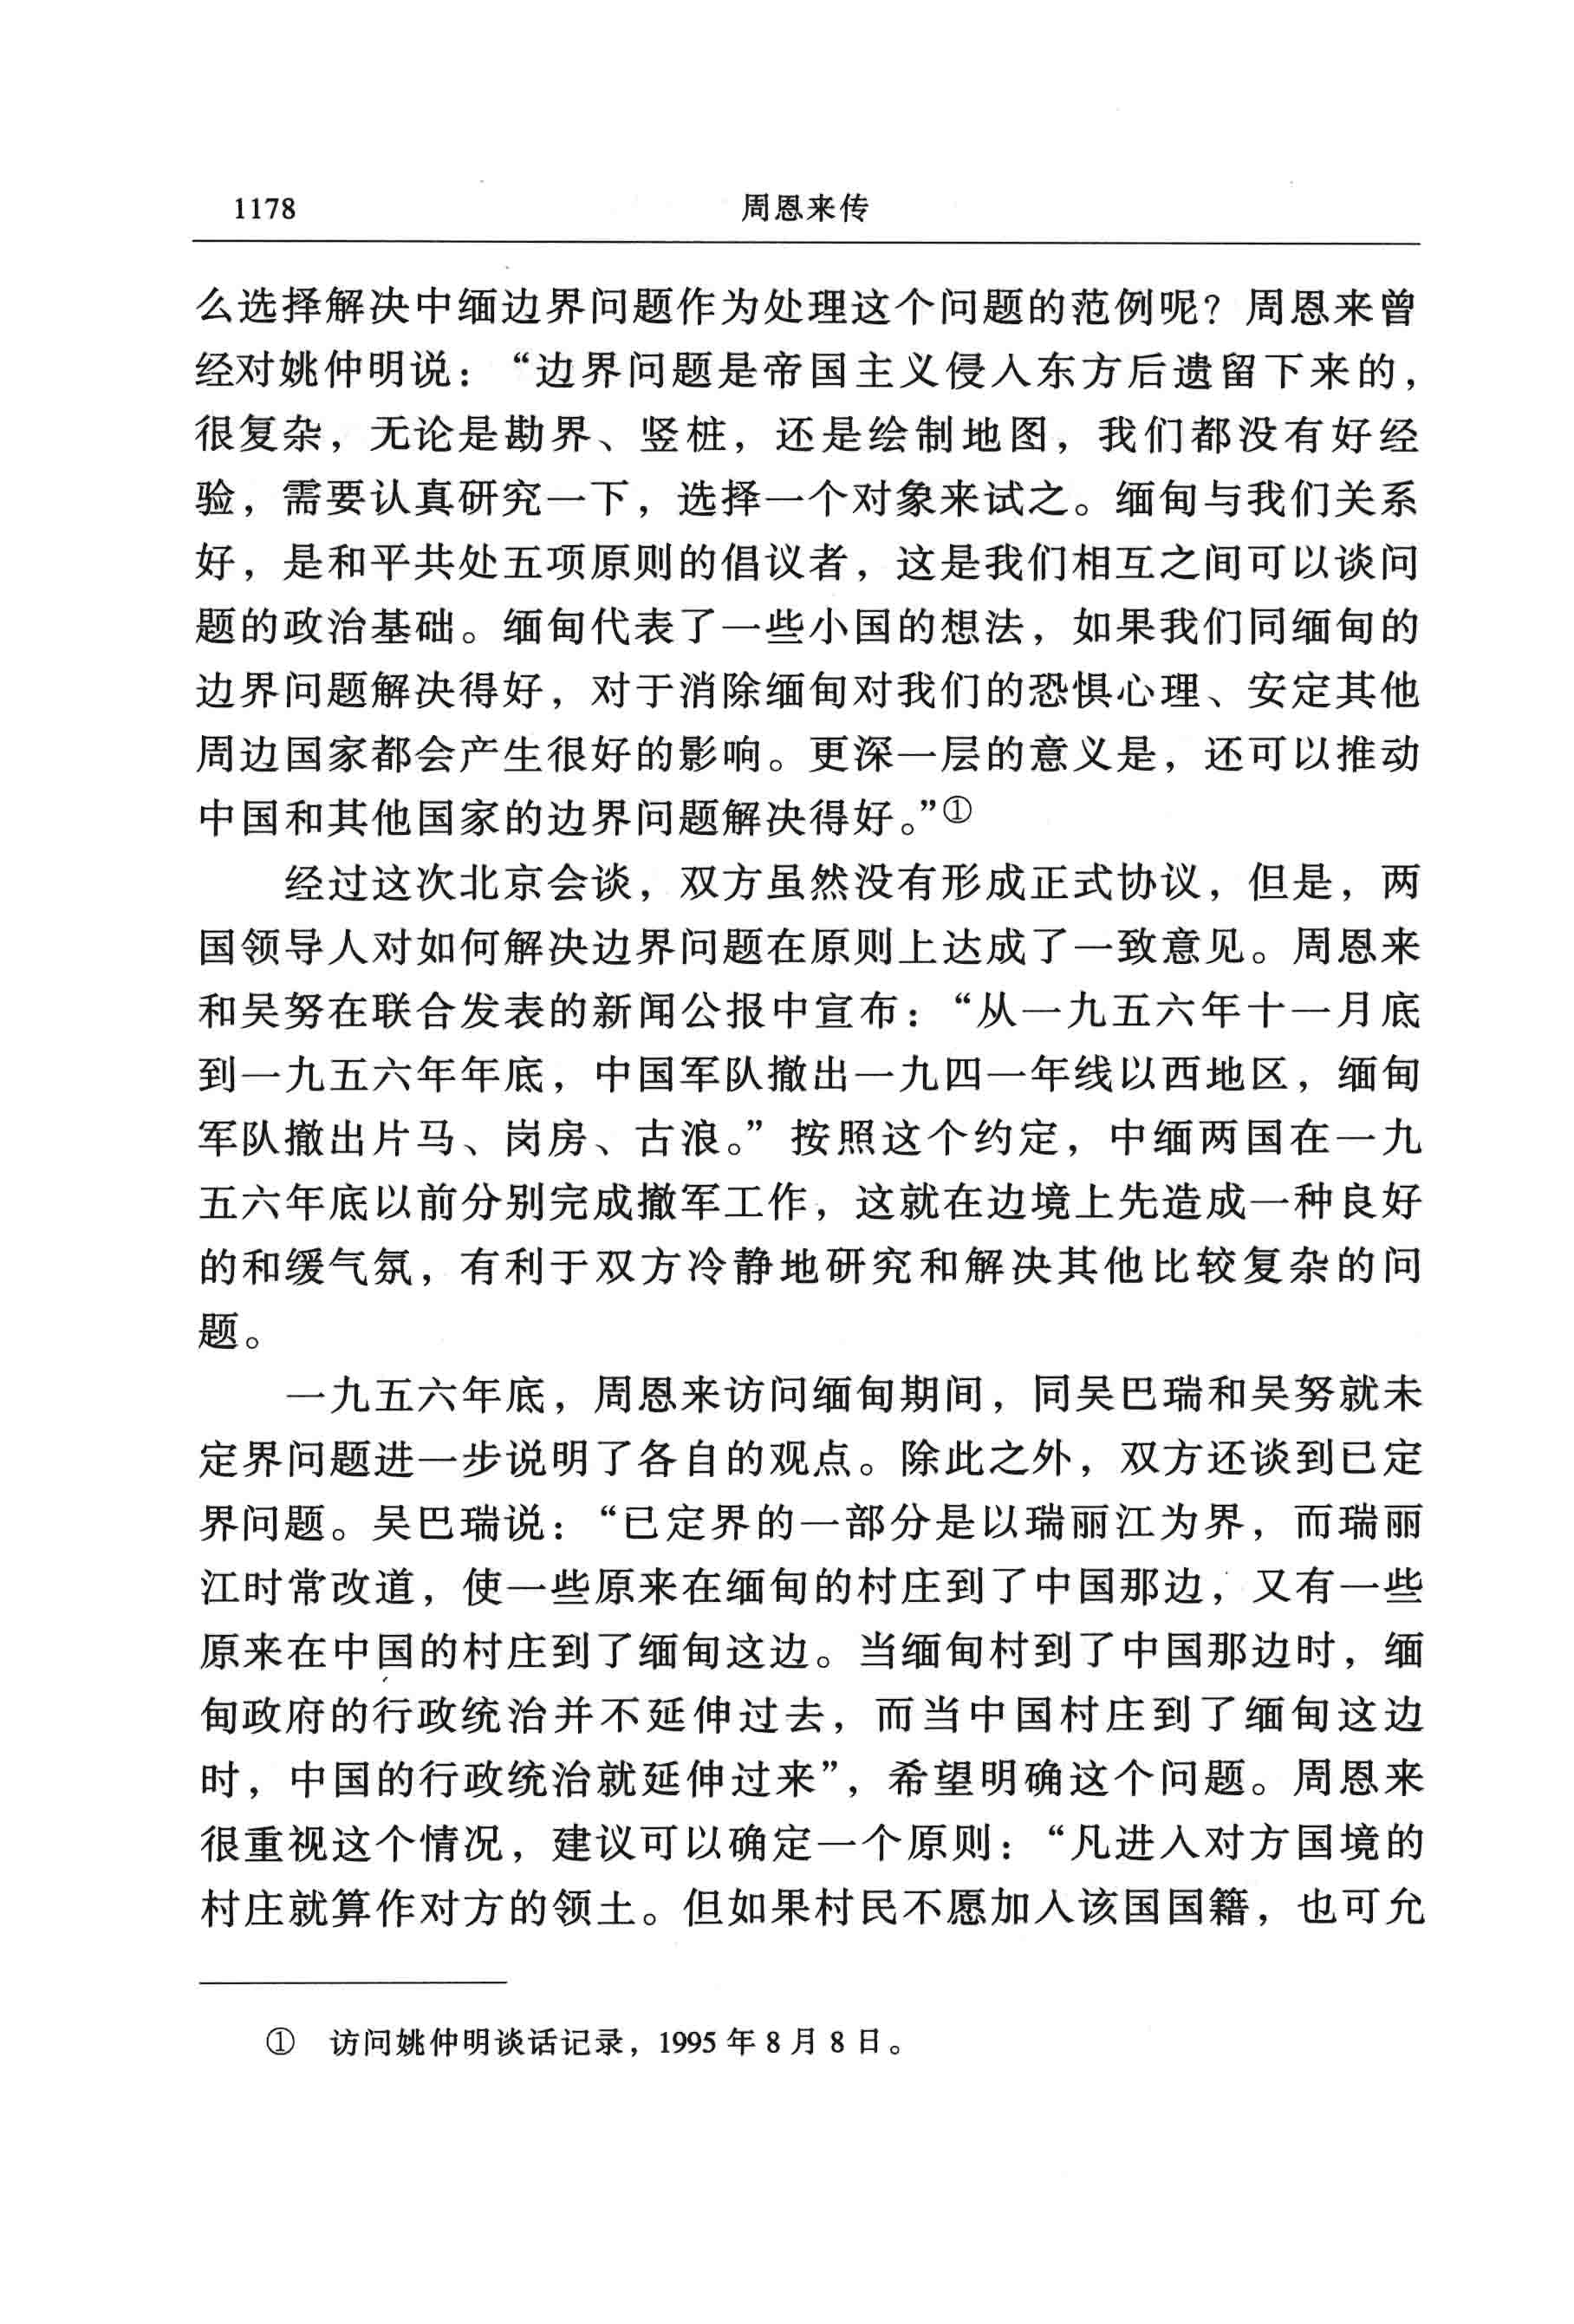 1178 周恩来传
么选择解决中缅边界问题作为处理这个问题的范例呢？周恩来曾
经对姚仲明说：“边界问题是帝国主义侵入东方后遗留下来的，
很复杂，无论是勘界、竖桩，还是绘制地图，我们都没有好经
验，需要认真研究一下，选择一个对象来试之。缅甸与我们关系
好，是和平共处五项原则的倡议者，这是我们相互之间可以谈问
题的政治基础。缅甸代表了一些小国的想法，如果我们同缅甸的
边界问题解决得好，对于消除缅甸对我们的恐惧心理、安定其他
周边国家都会产生很好的影响。更深一层的意义是，还可以推动
中国和其他国家的边界问题解决得好。”①
经过这次北京会谈，双方虽然没有形成正式协议，但是，两
国领导人对如何解决边界问题在原则上达成了一致意见。周恩来
和吴努在联合发表的新闻公报中宣布：“从一九五六年十一月底
到一九五六年年底，中国军队撤出一九四一年线以西地区，缅甸
军队撤出片马、岗房、古浪。”按照这个约定，中缅两国在一九
五六年底以前分别完成撤军工作，这就在边境上先造成一种良好
的和缓气氛，有利于双方冷静地研究和解决其他比较复杂的问
题。
一九五六年底，周恩来访问缅甸期间，同吴巴瑞和吴努就未
定界问题进一步说明了各自的观点。除此之外，双方还谈到已定
界问题。吴巴瑞说：“已定界的一部分是以瑞丽江为界，而瑞丽
江时常改道，使一些原来在缅甸的村庄到了中国那边，又有一些
原来在中国的村庄到了缅甸这边。当缅甸村到了中国那边时，缅
甸政府的行政统治并不延伸过去，而当中国村庄到了缅甸这边
时，中国的行政统治就延伸过来”，希望明确这个问题。周恩来
很重视这个情况，建议可以确定一个原则：“凡进入对方国境的
村庄就算作对方的领土。但如果村民不愿加入该国国籍，也可允
① 访问姚仲明谈话记录，1995 年 8 月 8 日。